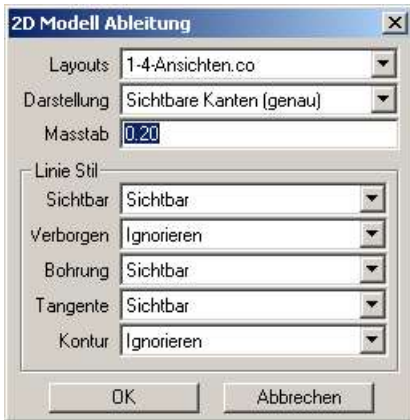 2D Modell Ableitung
Layouts 1-4-Ansichten.co
Darstellung Sichtbare Kanten (genau)
Masstab 0.20
Linie Stil
Sichtbar Sichtbar
Verborgen Ignorieren
Bohrung Sichtbar
Tangente Sichtbar
Kontur Ignorieren
OK Abbrechen